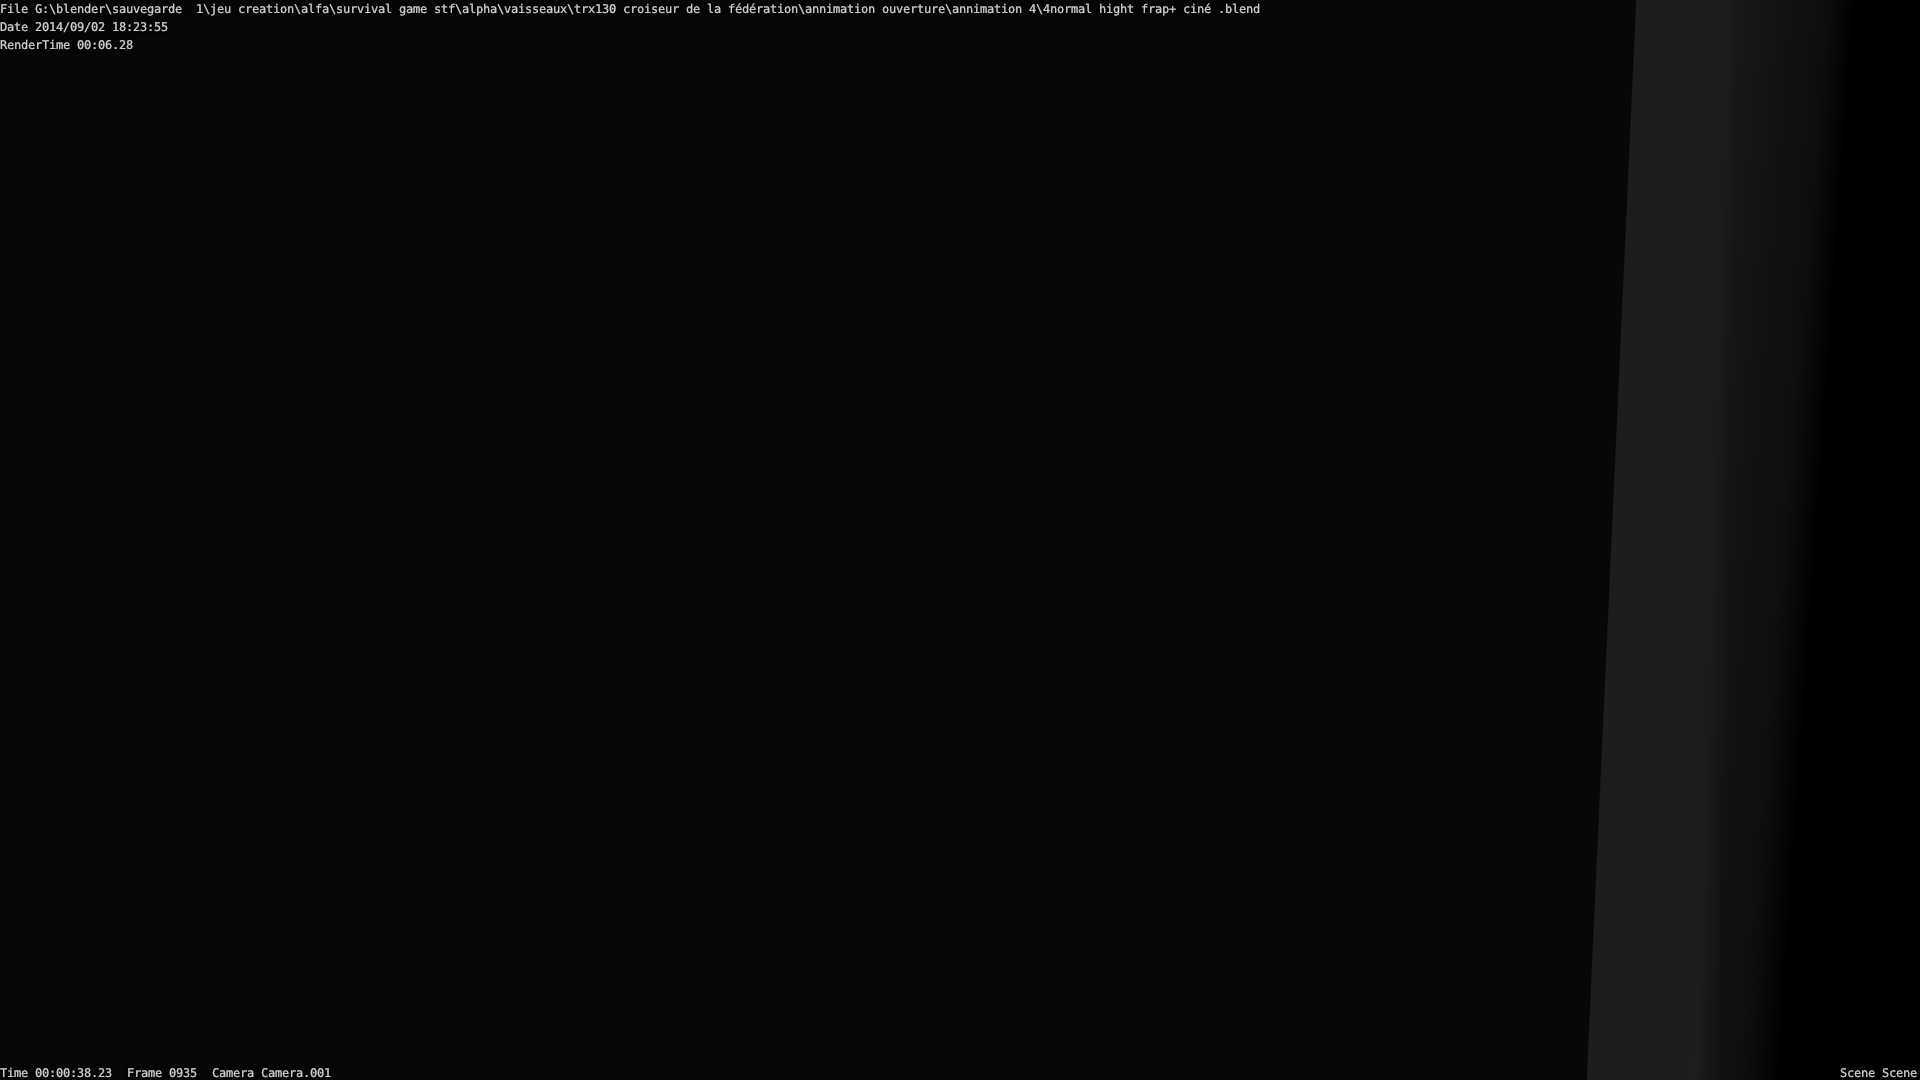 File G:\blender\sauvegarde  1\jeu creation\alfa\survival game stf\alpha\vaisseaux\trx130 croiseur de la fédération\annimation ouverture\annimation 4\4normal hight frap+ ciné .blend
Date 2014/09/02 18:23:55
RenderTime 00:06.28
Time 00:00:38.23  Frame 0935  Camera Camera.001
Scene Scene